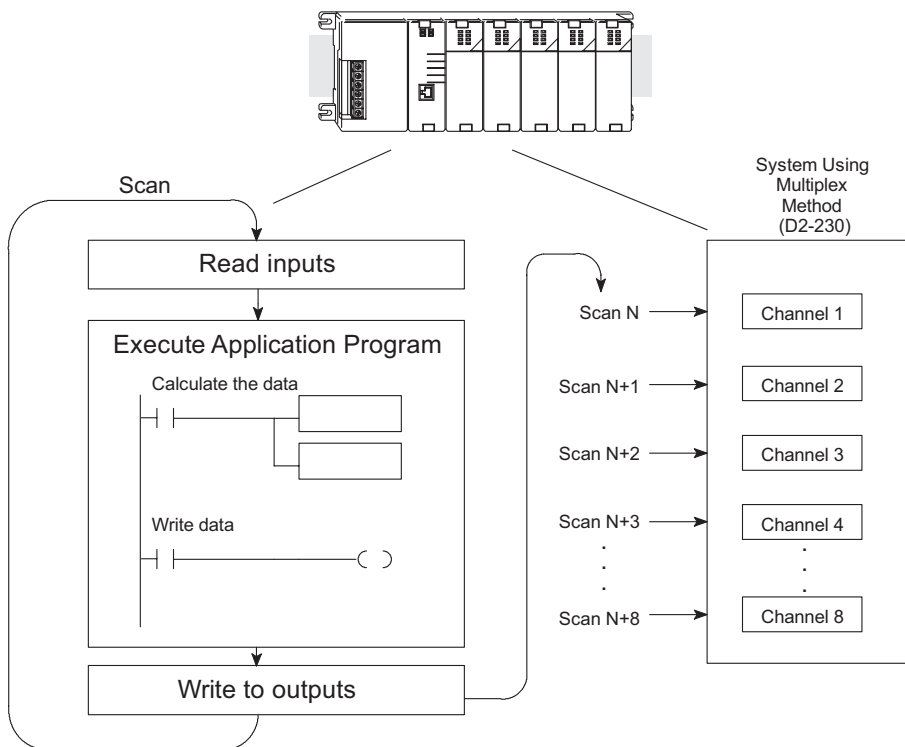 System Using
Multiplex
Method
(D2-230)
Scan
Read inputs
Execute Application Program
Calculate the data
Write data
Write to outputs
Scan N
Channel 1
Scan N+1
Channel 2
Scan N+2
Channel 3
Scan N+3
Channel 4
Scan N+8
Channel 8